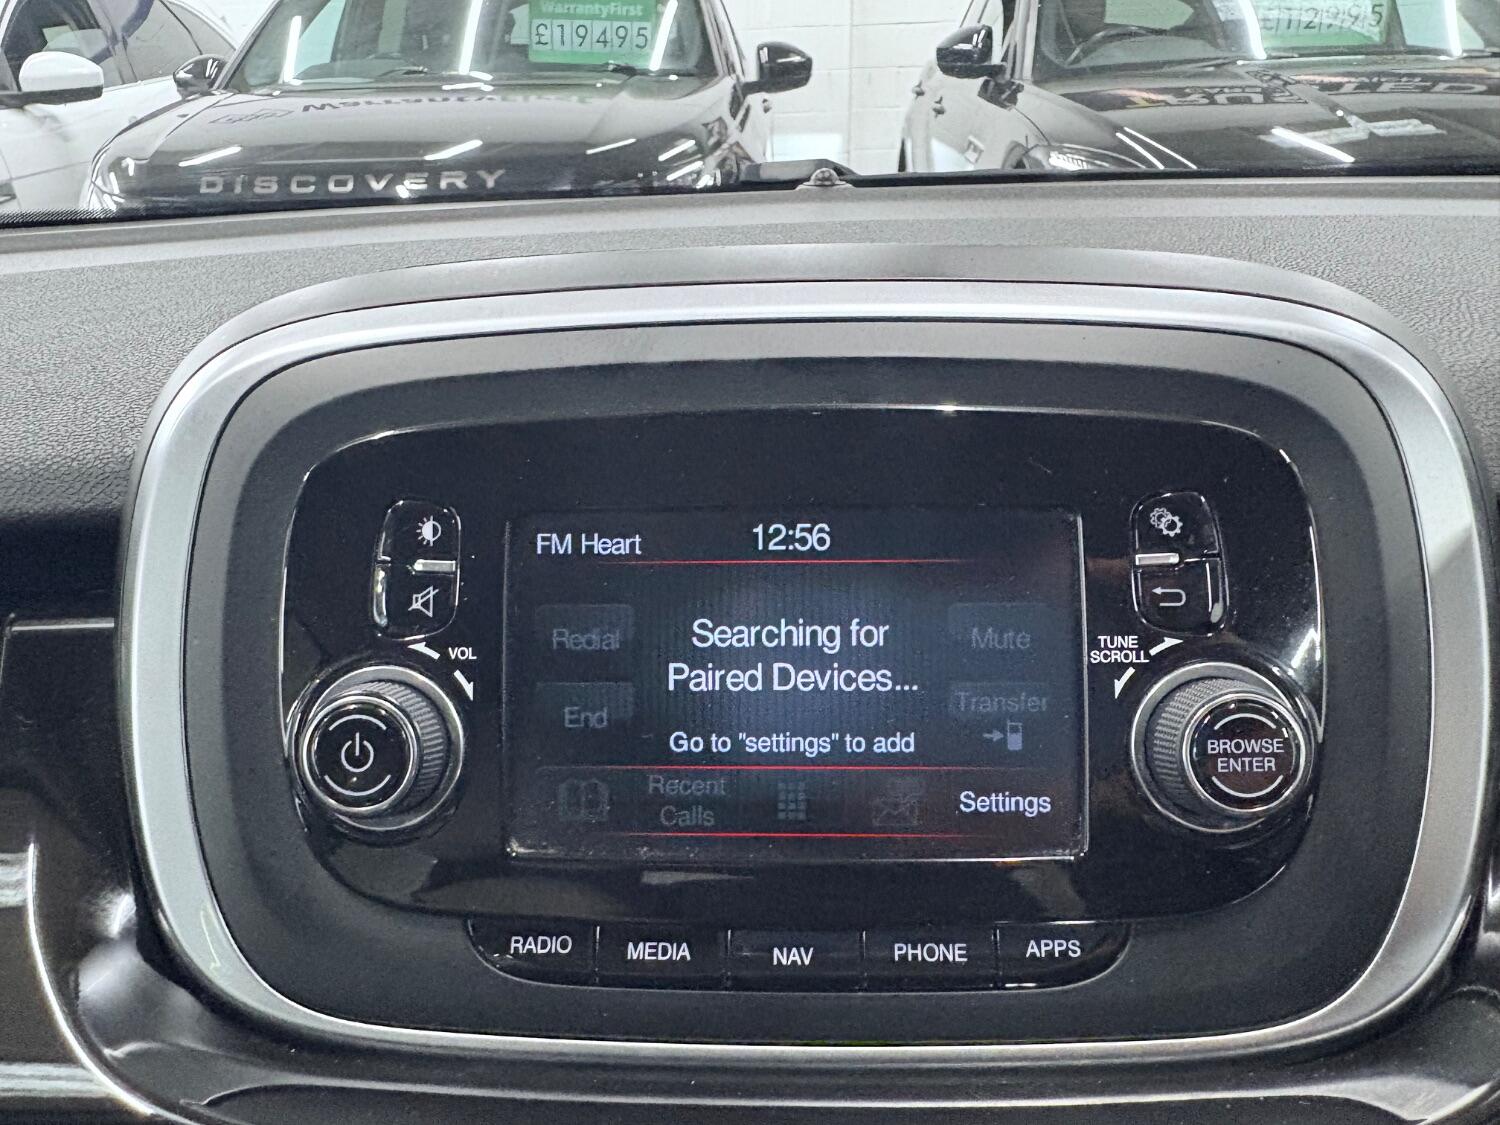 WarrantyFirst
£19495
£12995
DISCOVERY
FM Heart
12:56
Redial
Searching for
Paired Devices...
Mute
End
Transfer
Go to "settings" to add
Recent
Calls
Settings
VOL
TUNE
SCROLL
BROWSE
ENTER
RADIO
MEDIA
NAV
PHONE
APPS